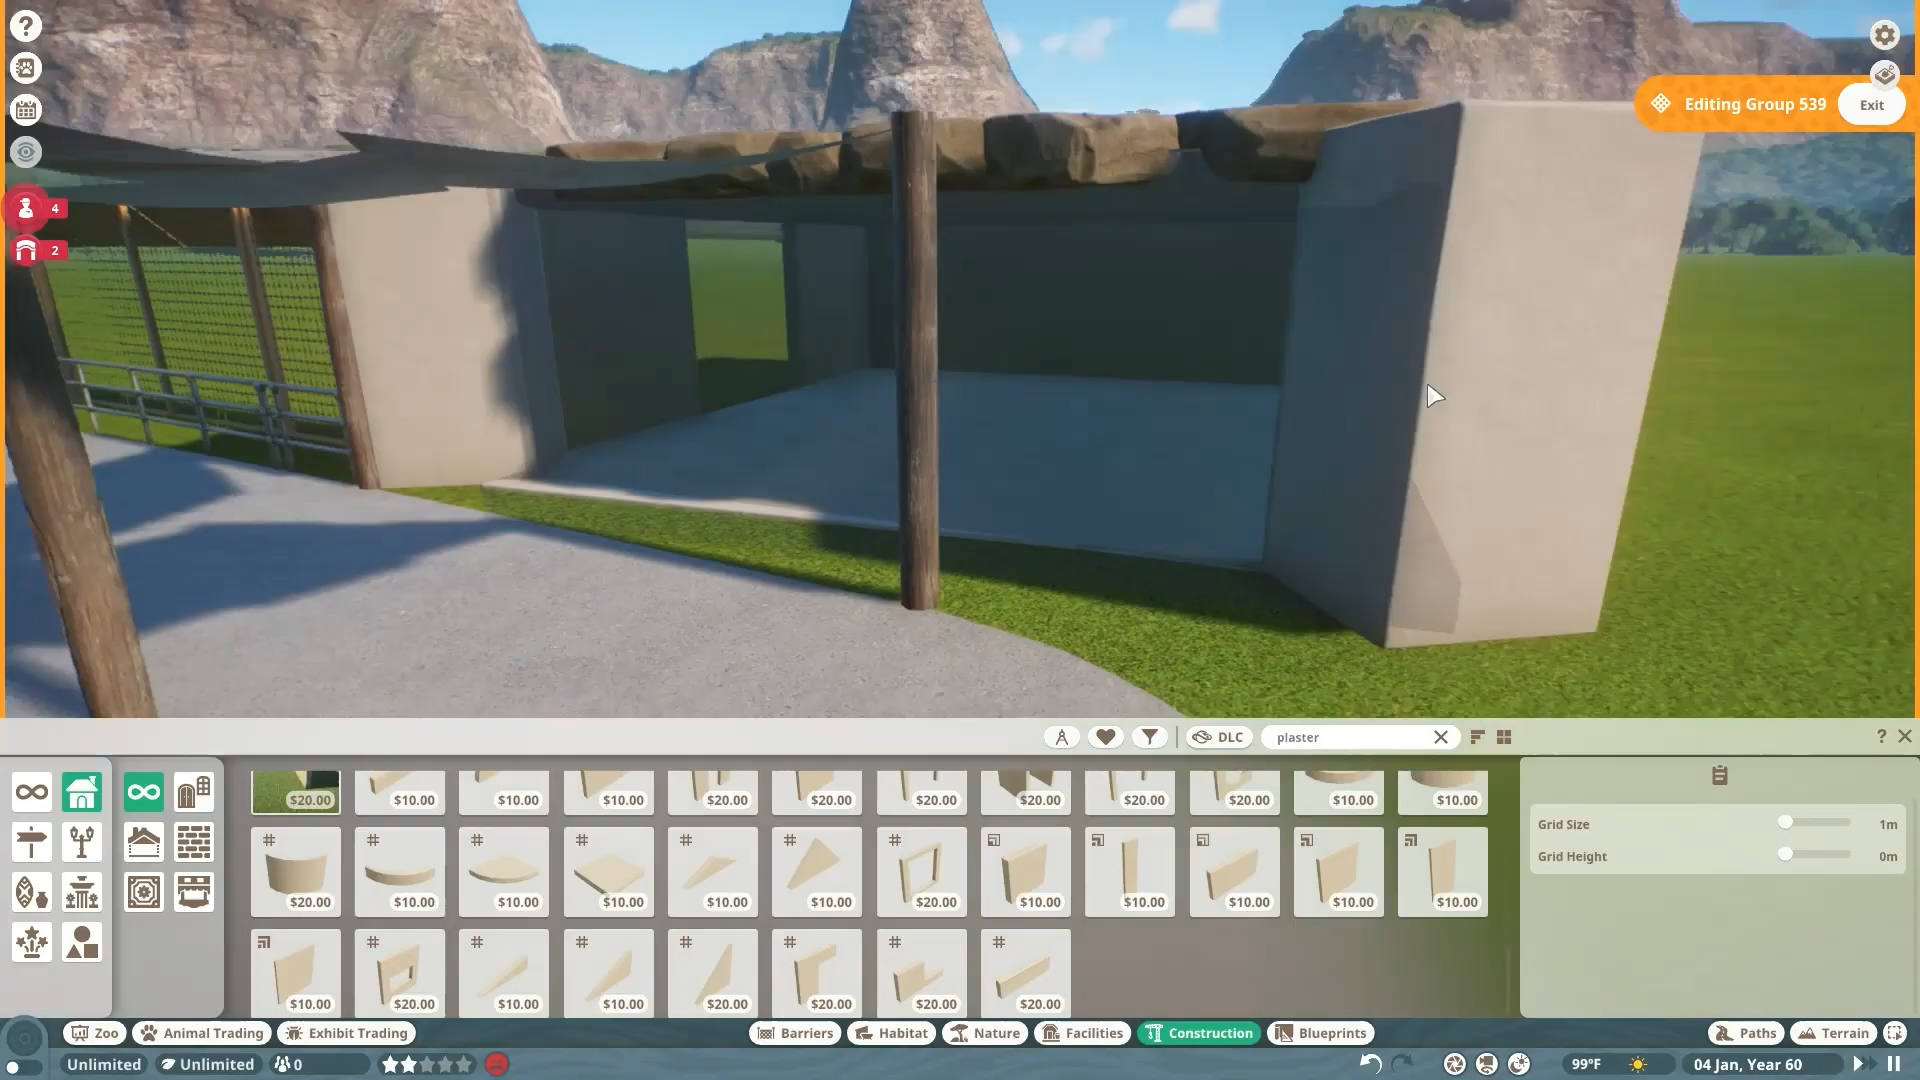 ?
Editing Group 539
Exit
4
2
DLC
plaster
?
$20.00
$10.00
$10.00
$10.00
$20.00
$20.00
$20.00
$20.00
$20.00
$20.00
$10.00
$10.00
$20.00
$10.00
$10.00
$10.00
$10.00
$10.00
$20.00
$10.00
$10.00
$10.00
$10.00
$10.00
$10.00
$20.00
$10.00
$10.00
$20.00
$20.00
$20.00
$20.00
Grid Size 1m
Grid Height 0m
Zoo
Animal Trading
Exhibit Trading
Barriers
Habitat
Nature
Facilities
Construction
Blueprints
Paths
Terrain
Unlimited
Unlimited
0
99°F
04 Jan, Year 60